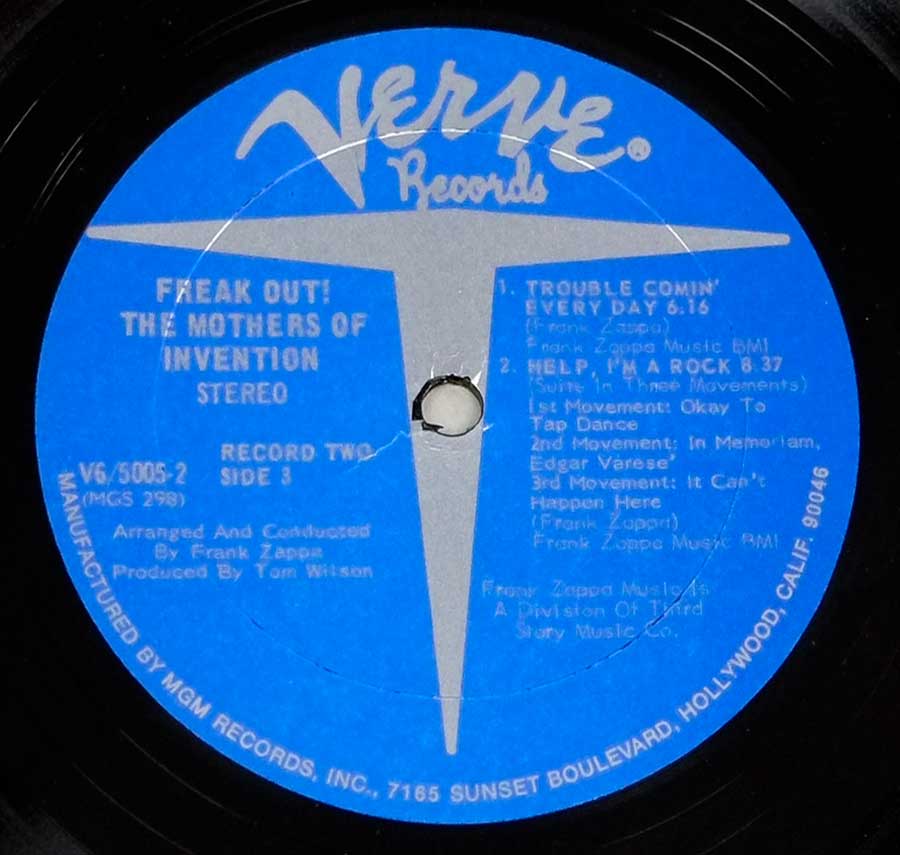 Verve®
Records
FREAK OUT!
THE MOTHERS OF
INVENTION
STEREO
RECORD TWO
V6/5005-2 SIDE 3
(MGS 298)
Arranged And Conducted
By Frank Zappa
Produced By Tom Wilson
1. TROUBLE COMIN'
EVERY DAY 6:16
(Frank Zappa)
Frank Zappa Music BMI
2. HELP, I'M A ROCK 8:37
(Suite In Three Movements)
1st Movement: Okay To
Tap Dance
2nd Movement: In Memoriam,
Edgar Varese'
3rd Movement: It Can't
Happen Here
(Frank Zappa)
Frank Zappa Music BMI
Frank Zappa Music Is
A Division Of Third
Story Music Co.
MANUFACTURED BY MGM RECORDS, INC., 7165 SUNSET BOULEVARD, HOLLYWOOD, CALIF. 90046